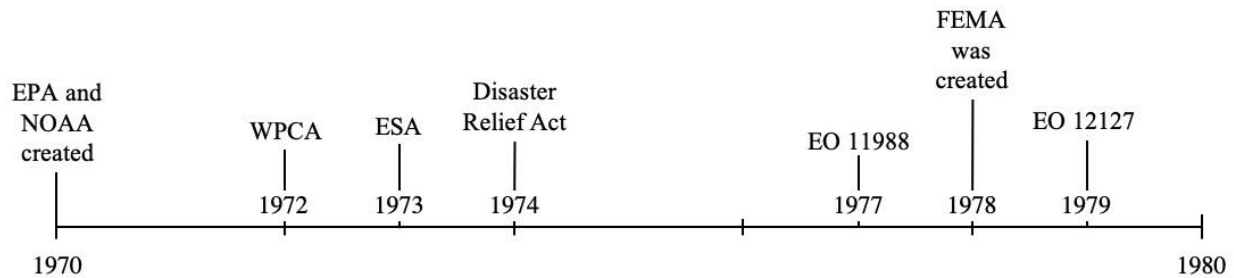 EPA and
NOAA
created
1970
WPCA
1972
ESA
1973
Disaster
Relief Act
1974
EO 11988
1977
FEMA
was
created
1978
EO 12127
1979
1980